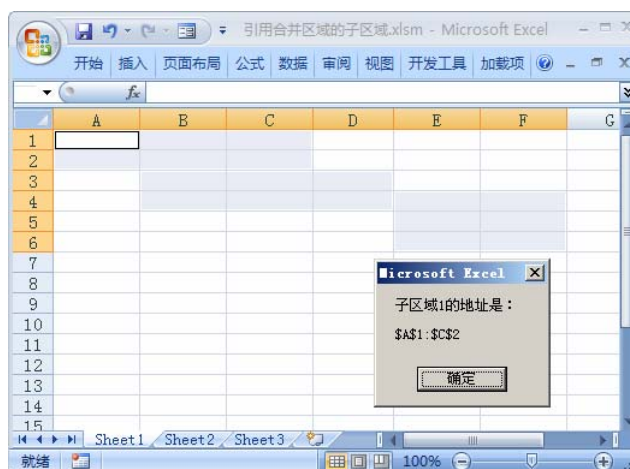 引用合并区域的子区域.xlsm - Microsoft Excel
开始 插入 页面布局 公式 数据 审阅 视图 开发工具 加载项
fx
A B C D E F G
1
2
3
4
5
6
7
8
9
10
11
12
13
14
15
Microsoft Excel
子区域1的地址是：
$A$1:$C$2
确定
Sheet1 Sheet2 Sheet3
就绪 100%